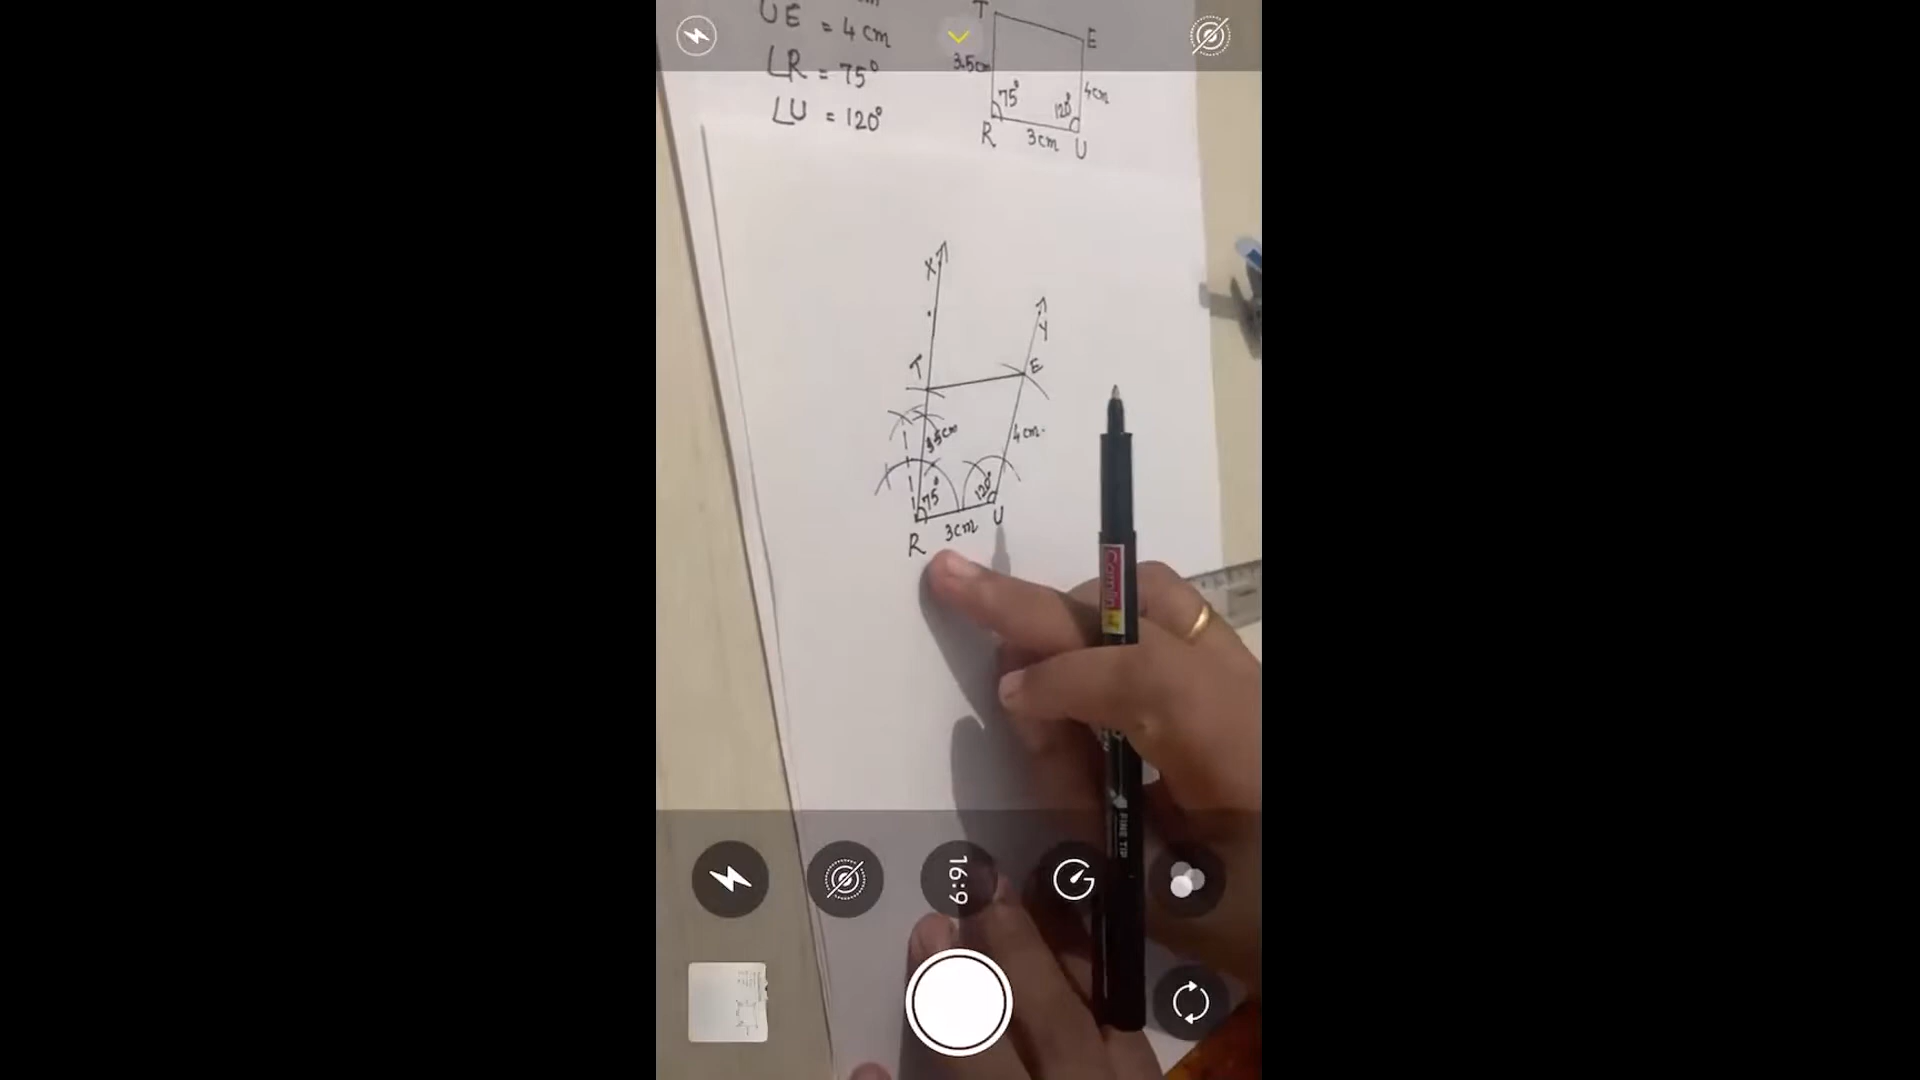 UE = 4 cm
∠R = 75°
∠U = 120°
T
E
3.5cm
75°
120°
4cm
R
3cm
U
X
Y
T
E
3.5cm
4cm.
75°
120°
R
3cm
U
Camlin
FINE TIP
16:9